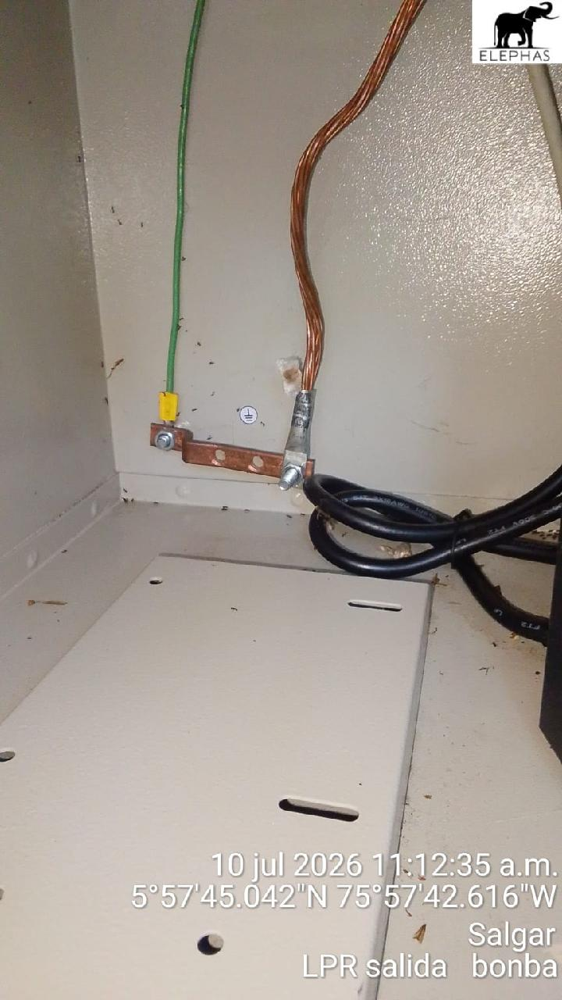 ELEPHAS
FT2
10 jul 2026 11:12:35 a.m.
5°57'45.042"N 75°57'42.616"W
Salgar
LPR salida bonba